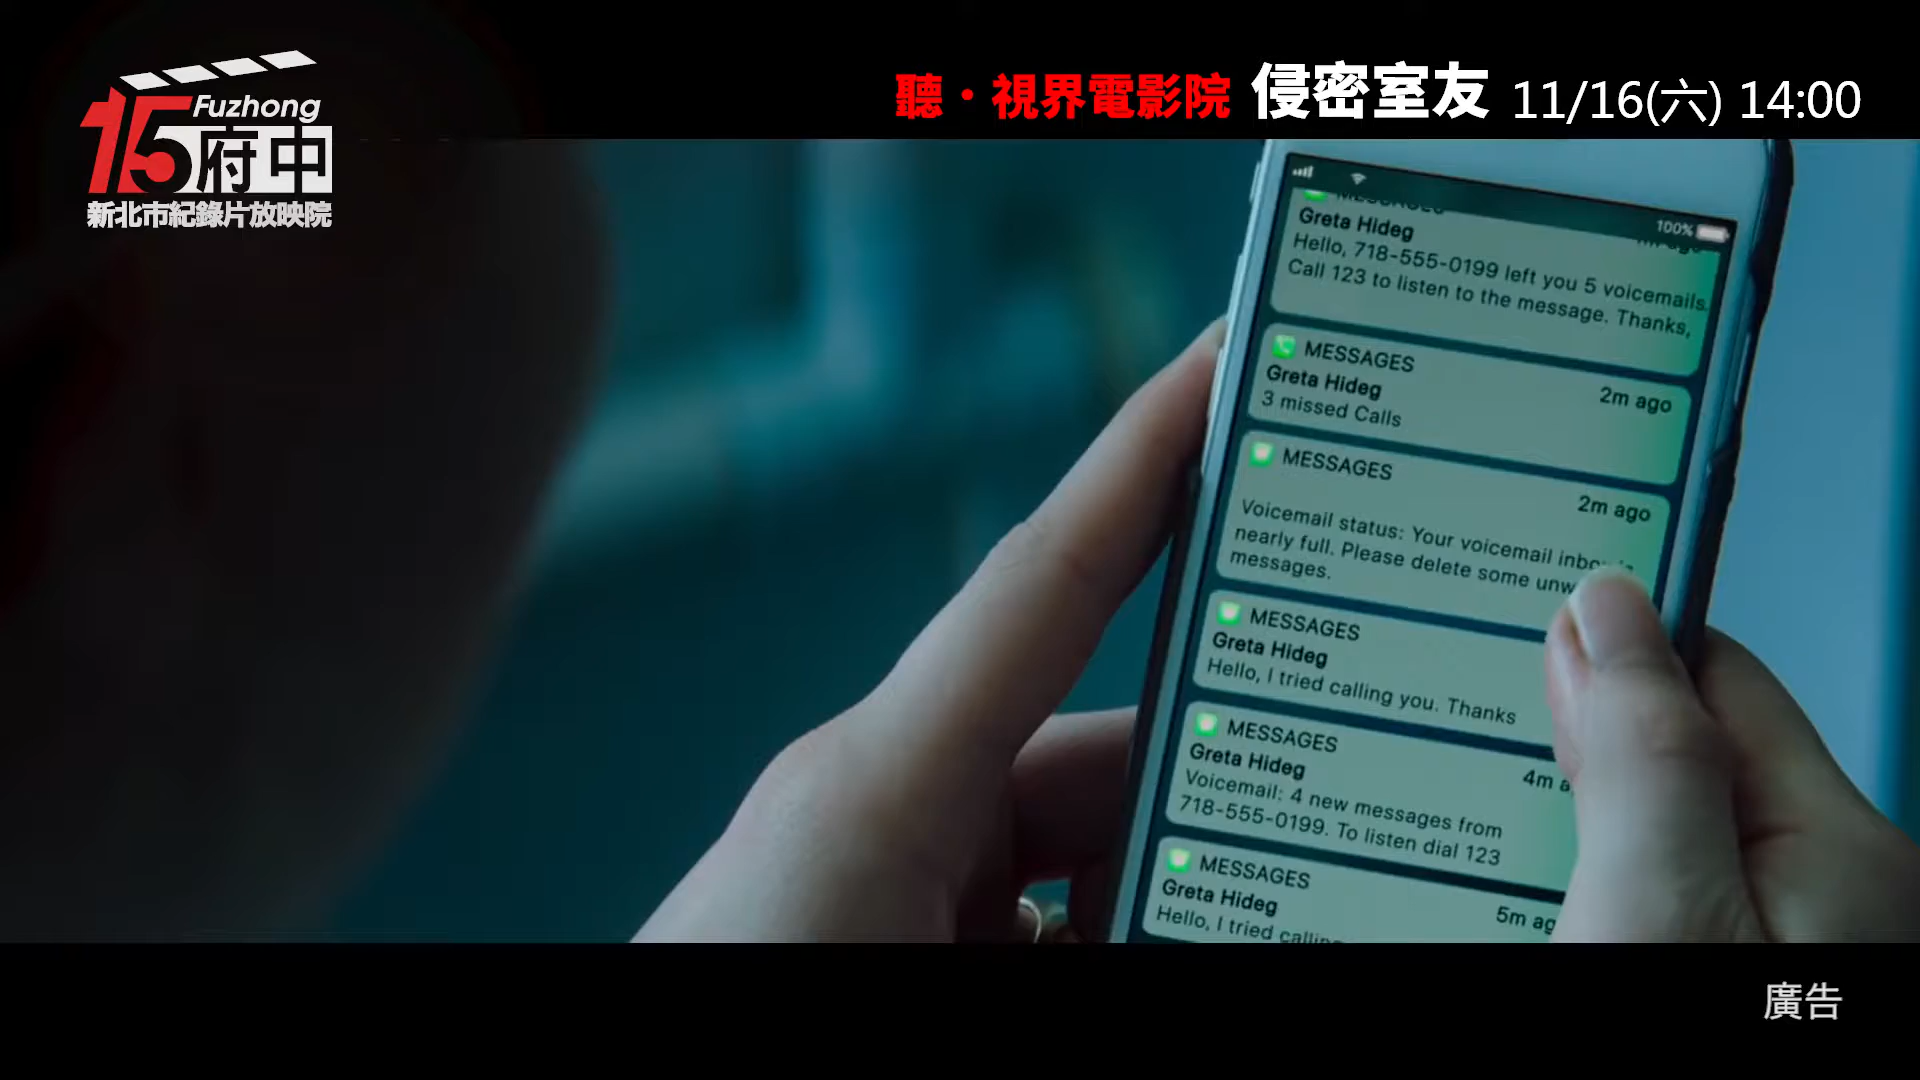 15 Fuzhong
府中
新北市紀錄片放映院
聽・視界電影院 侵密室友 11/16(六) 14:00
100%
MESSAGES
Greta Hideg
Hello, 718-555-0199 left you 5 voicemails.
Call 123 to listen to the message. Thanks,
MESSAGES
2m ago
Greta Hideg
3 missed Calls
MESSAGES
2m ago
Voicemail status: Your voicemail
nearly full. Please delete some
messages.
MESSAGES
Greta Hideg
Hello, I tried calling you. Thanks
MESSAGES
4m
Greta Hideg
Voicemail: 4 new messages from
718-555-0199. To listen dial 123
MESSAGES
5m
Greta Hideg
Hello, I tried
廣告